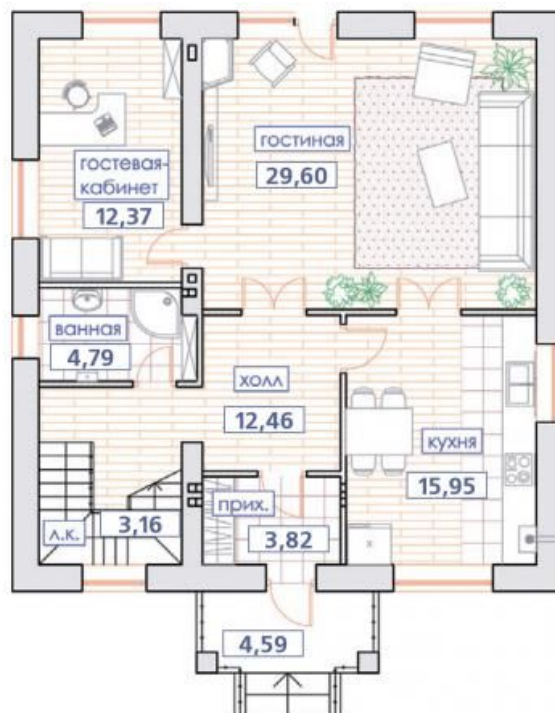 гостиная
29,60
гостевая-
кабинет
12,37
ванная
4,79
холл
12,46
кухня
15,95
л.к.
3,16
прих.
3,82
4,59